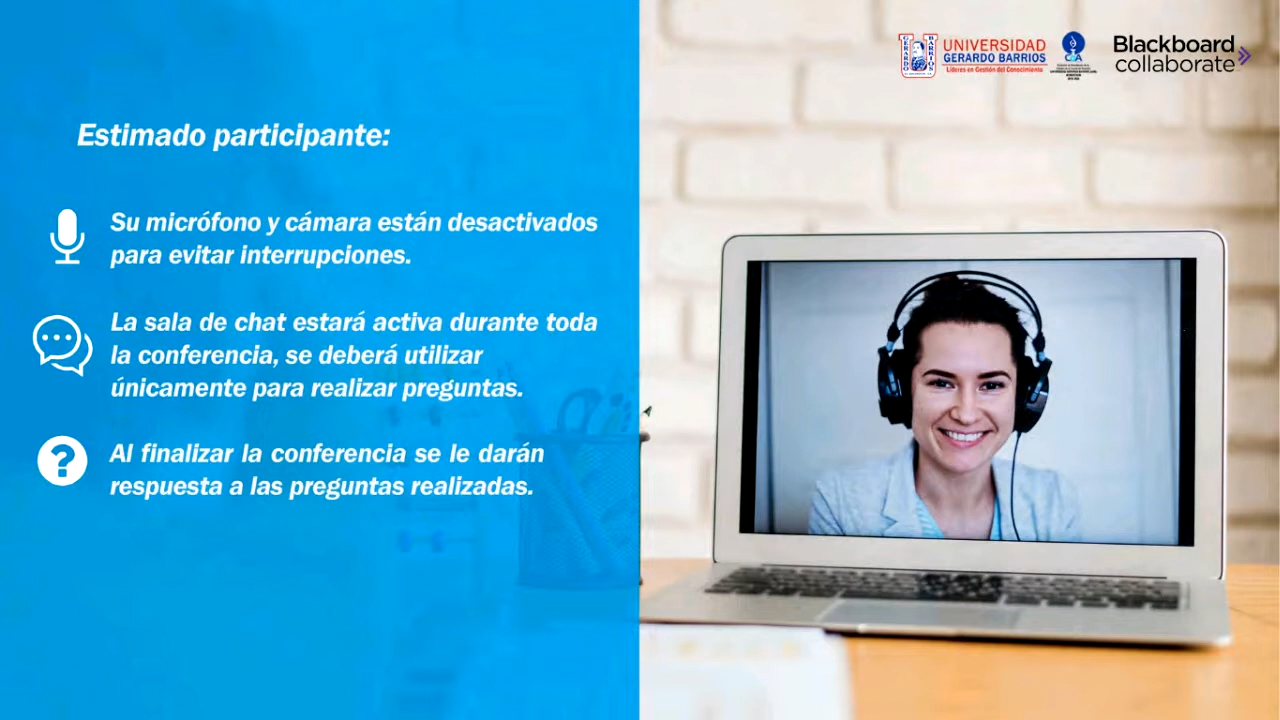 GERARDO
BARRIOS
UNIVERSIDAD
GERARDO BARRIOS
Líderes en Gestión del Conocimiento
Blackboard
collaborate
Estimado participante:
Su micrófono y cámara están desactivados
para evitar interrupciones.
La sala de chat estará activa durante toda
la conferencia, se deberá utilizar
únicamente para realizar preguntas.
?
Al finalizar la conferencia se le darán
respuesta a las preguntas realizadas.